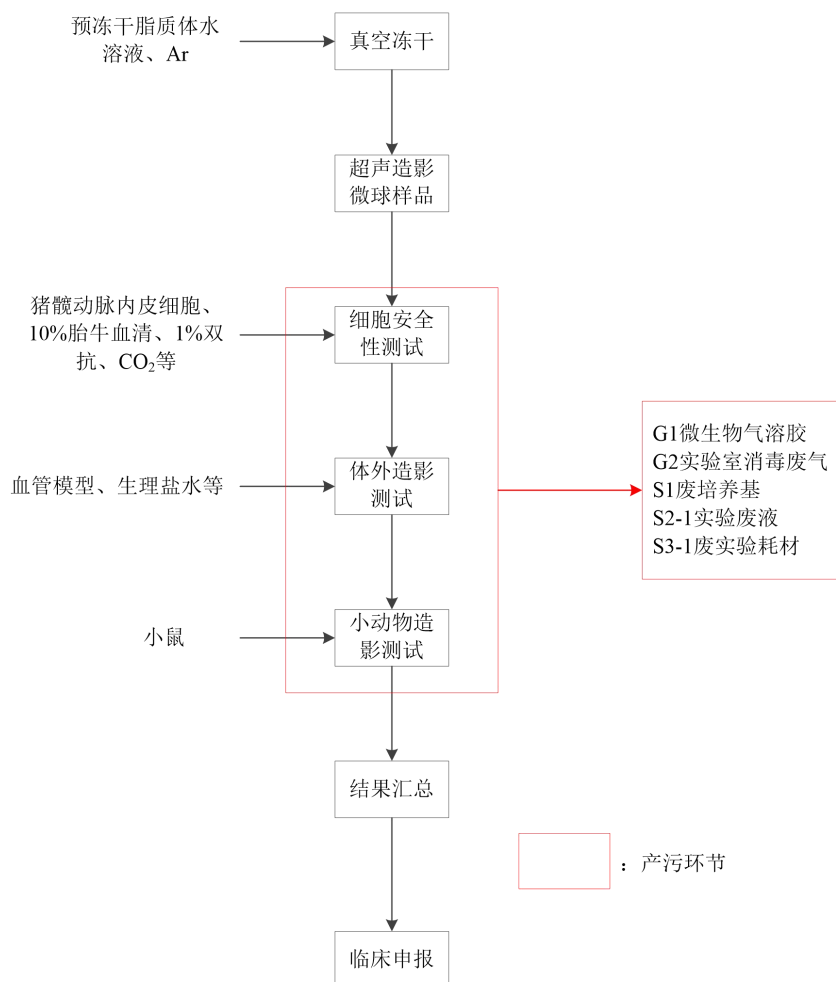 预冻干脂质体水
溶液、Ar
真空冻干
超声造影
微球样品
猪髋动脉内皮细胞、
10%胎牛血清、1%双
抗、CO₂等
细胞安全
性测试
血管模型、生理盐水等
体外造影
测试
小鼠
小动物造
影测试
G1微生物气溶胶
G2实验室消毒废气
S1废培养基
S2-1实验废液
S3-1废实验耗材
结果汇总
：产污环节
临床申报